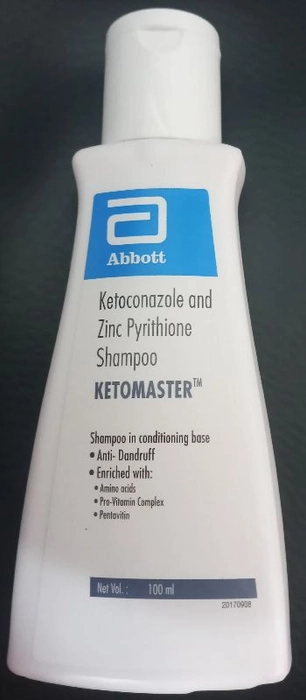 Abbott
Ketoconazole and
Zinc Pyrithione
Shampoo
KETOMASTER™
Shampoo in conditioning base
• Anti- Dandruff
• Enriched with:
• Amino acids
• Pro-Vitamin Complex
• Pentavitin
Net Vol.: 100 ml
20170908